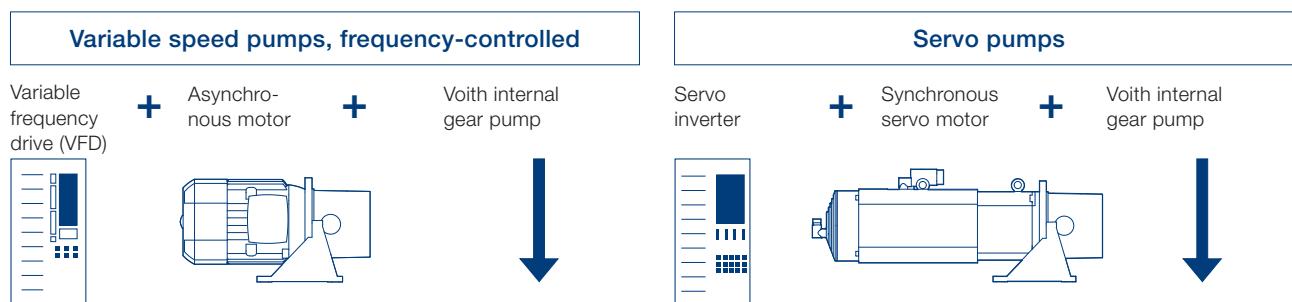 Variable speed pumps, frequency-controlled
Servo pumps
Variable
frequency
drive (VFD)
+
Asynchro-
nous motor
+
Voith internal
gear pump
Servo
inverter
+
Synchronous
servo motor
+
Voith internal
gear pump